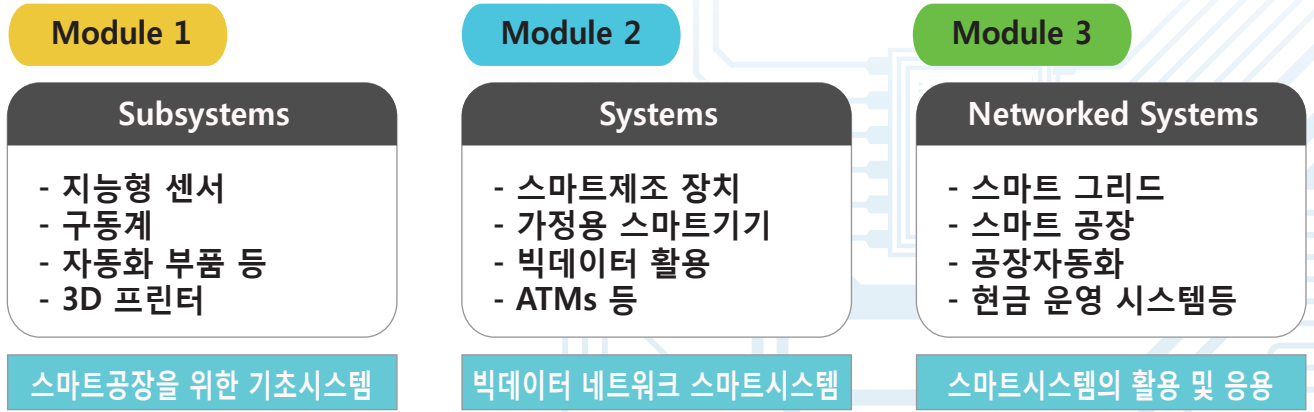 Module 1
Subsystems
- 지능형 센서
- 구동계
- 자동화 부품 등
- 3D 프린터
스마트공장을 위한 기초시스템
Module 2
Systems
- 스마트제조 장치
- 가정용 스마트기기
- 빅데이터 활용
- ATMs 등
빅데이터 네트워크 스마트시스템
Module 3
Networked Systems
- 스마트 그리드
- 스마트 공장
- 공장자동화
- 현금 운영 시스템등
스마트시스템의 활용 및 응용